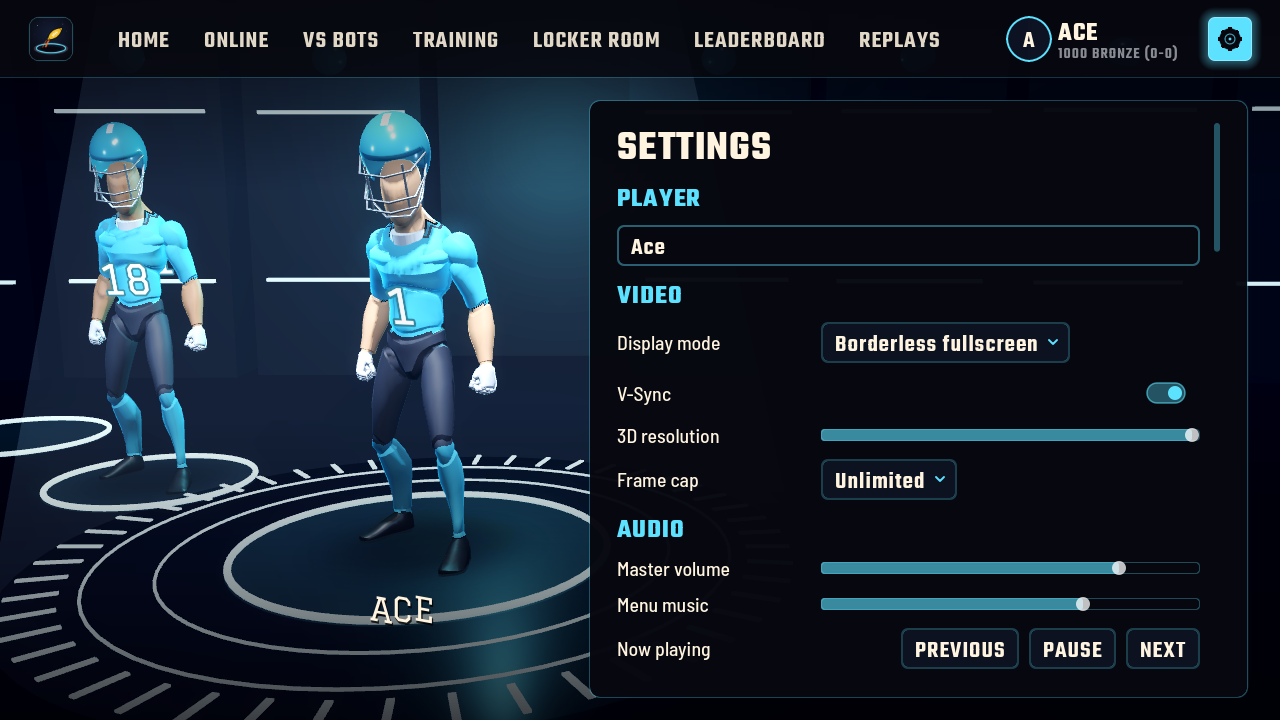 HOME
ONLINE
VS BOTS
TRAINING
LOCKER ROOM
LEADERBOARD
REPLAYS
A
ACE
1000 BRONZE (0-0)
SETTINGS
PLAYER
Ace
VIDEO
Display mode
Borderless fullscreen
V-Sync
3D resolution
Frame cap
Unlimited
AUDIO
Master volume
Menu music
Now playing
PREVIOUS
PAUSE
NEXT
18
1
ACE